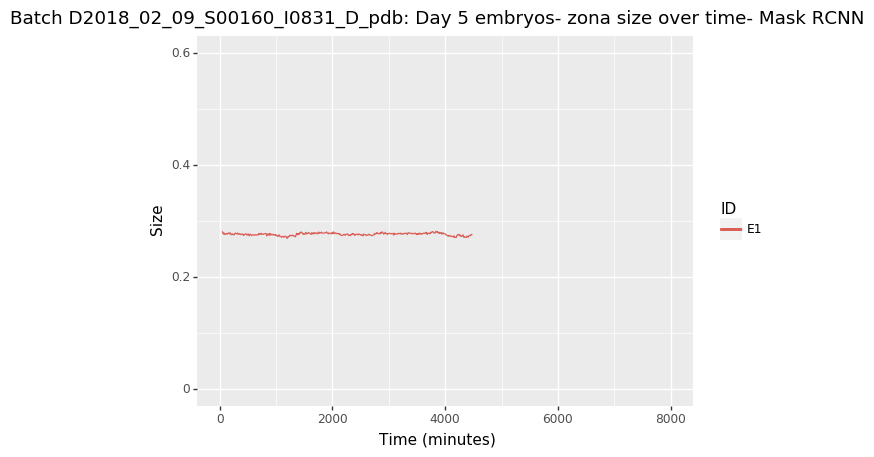 Batch D2018_02_09_S00160_I0831_D_pdb: Day 5 embryos- zona size over time- Mask RCNN
0.6
0.4
0.2
0
Size
0
2000
4000
6000
8000
Time (minutes)
ID
E1